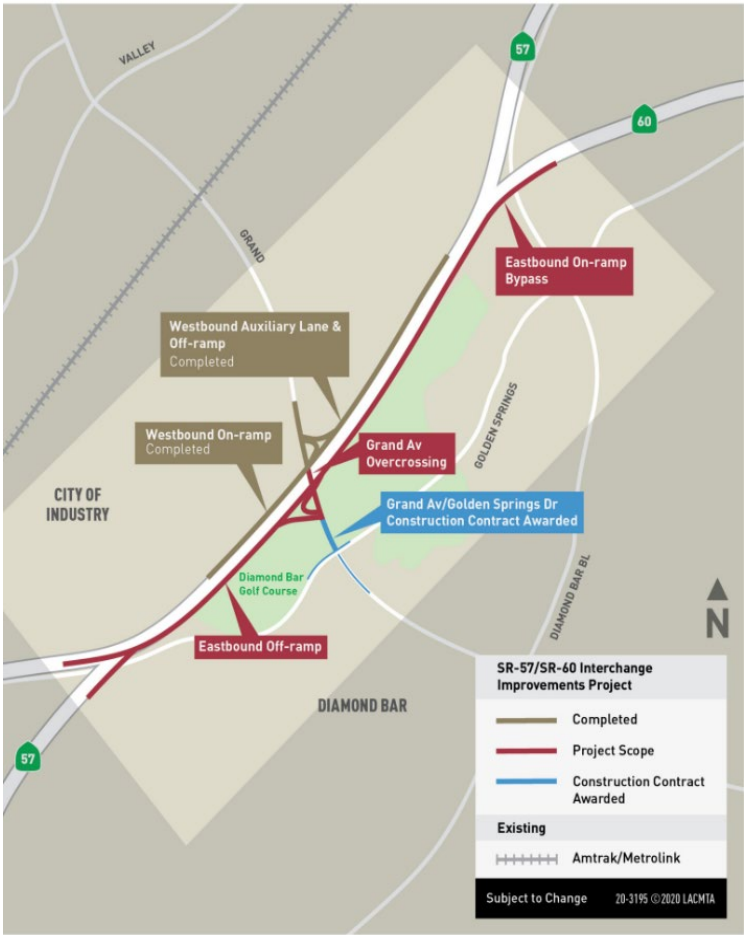 57
VALLEY
60
GRAND
Eastbound On-ramp
Bypass
Westbound Auxiliary Lane &
Off-ramp
Completed
Westbound On-ramp
Completed
GOLDEN SPRINGS
Grand Av
Overcrossing
CITY OF
INDUSTRY
Grand Av/Golden Springs Dr
Construction Contract Awarded
Diamond Bar
Golf Course
DIAMOND BAR BL
N
Eastbound Off-ramp
DIAMOND BAR
57
SR-57/SR-60 Interchange
Improvements Project
Completed
Project Scope
Construction Contract
Awarded
Existing
Amtrak/Metrolink
Subject to Change 20-3195 ©2020 LACMTA